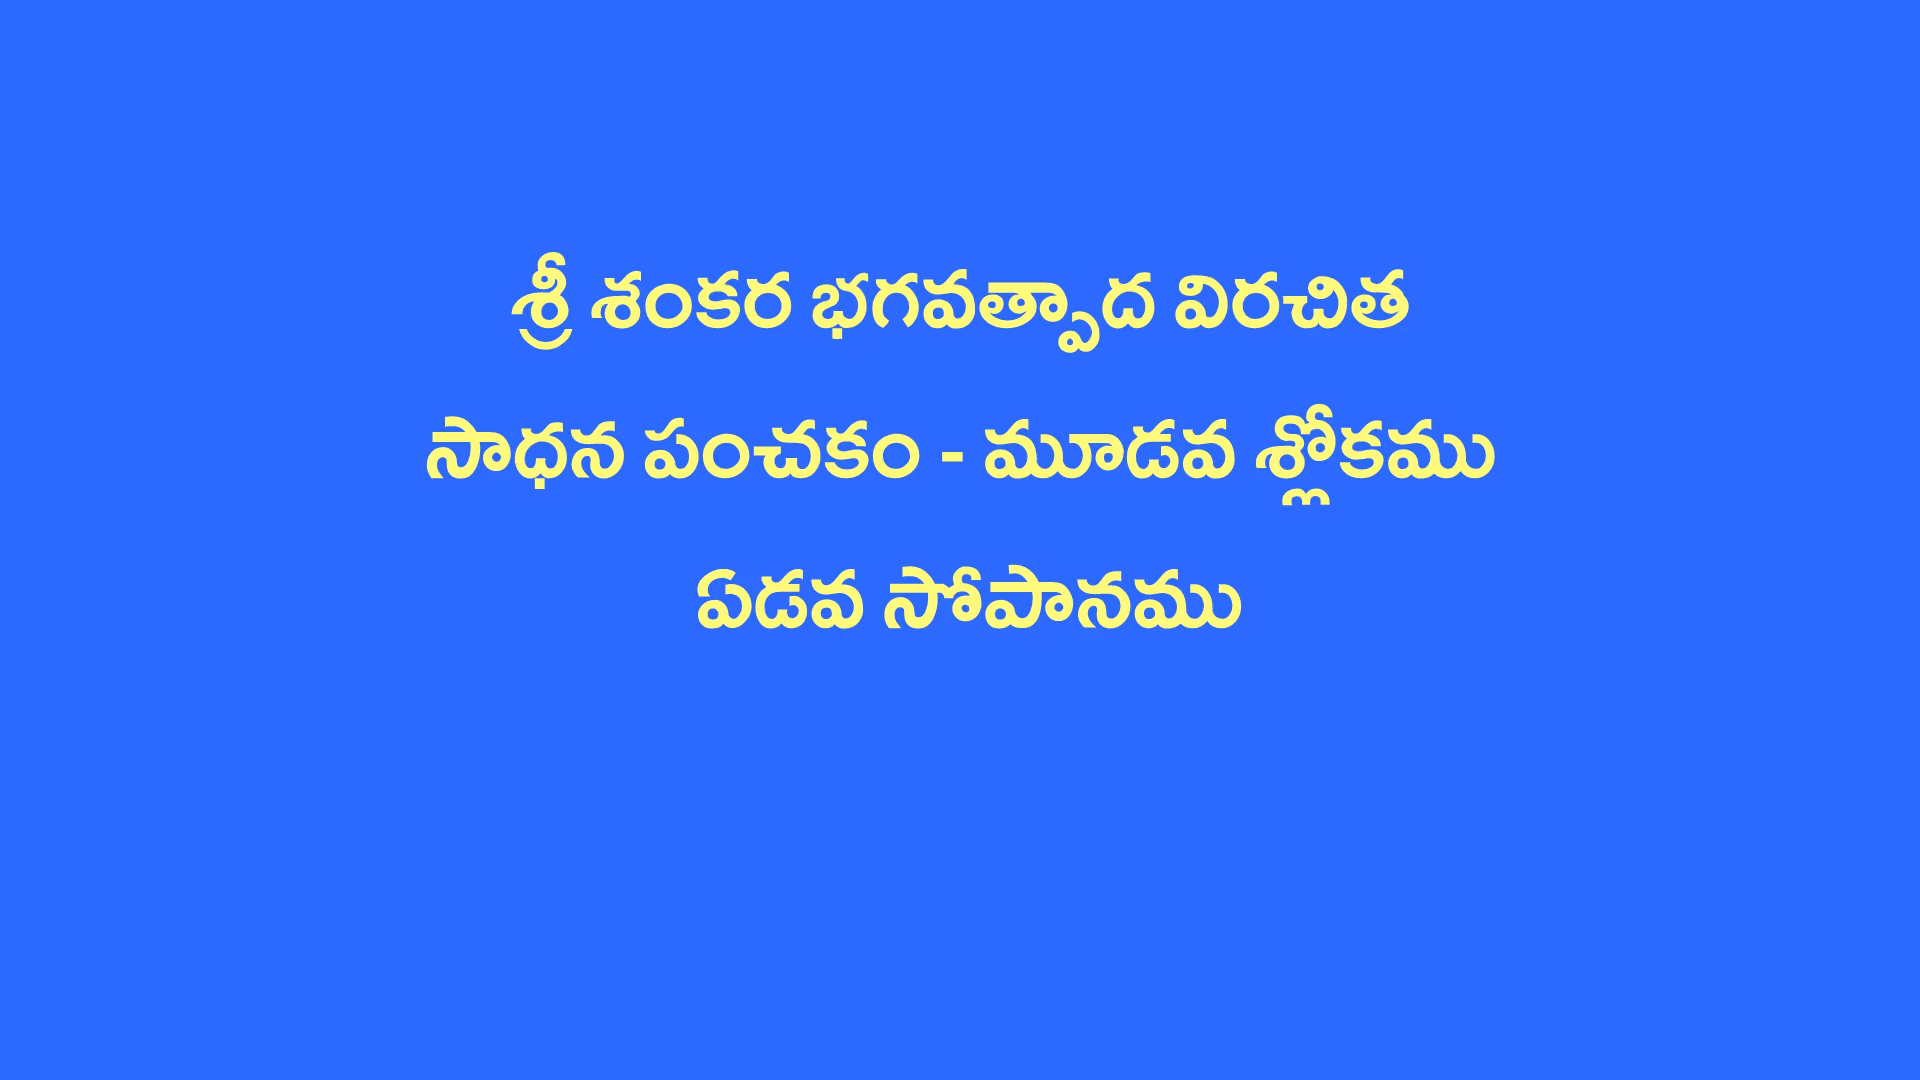 శ్రీ శంకర భగవత్పాద విరచిత
సాధన పంచకం - మూడవ శ్లోకము
ఏడవ సోపానము